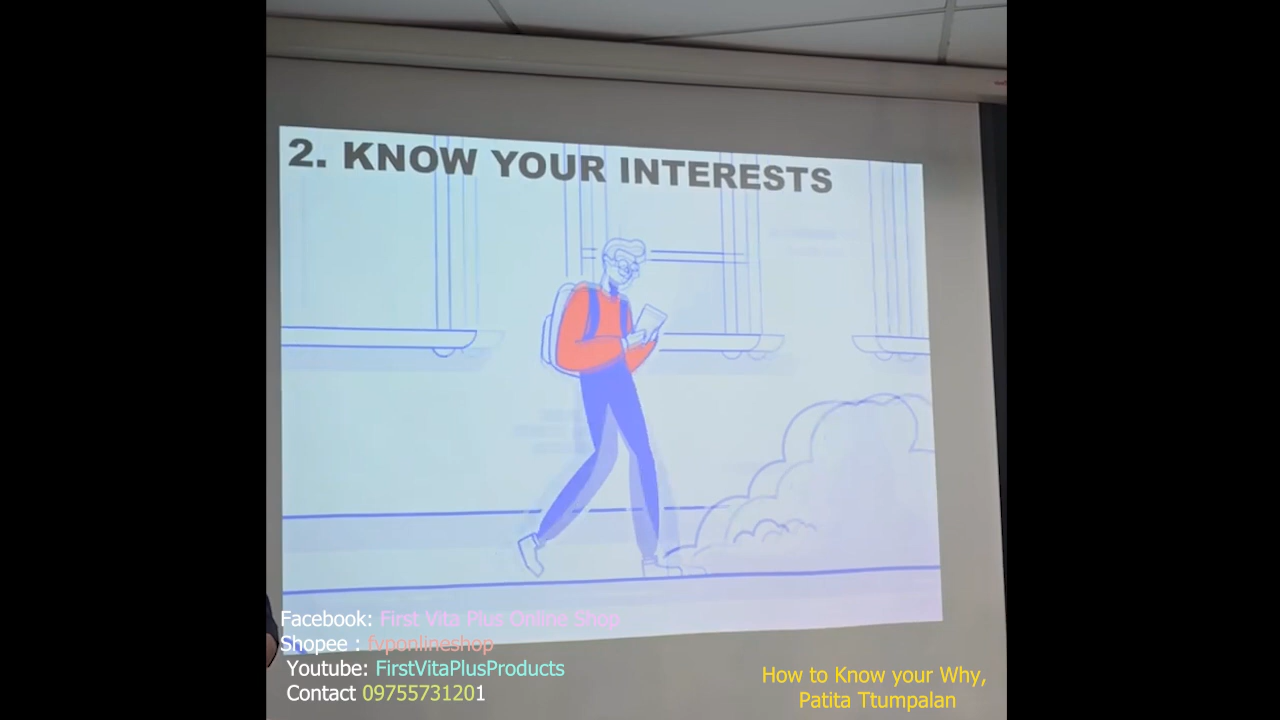 2. KNOW YOUR INTERESTS
Facebook: First Vita Plus Online Shop
Shopee : fvponlineshop
Youtube: FirstVitaPlusProducts
Contact 09755731201
How to Know your Why,
Patita Ttumpalan